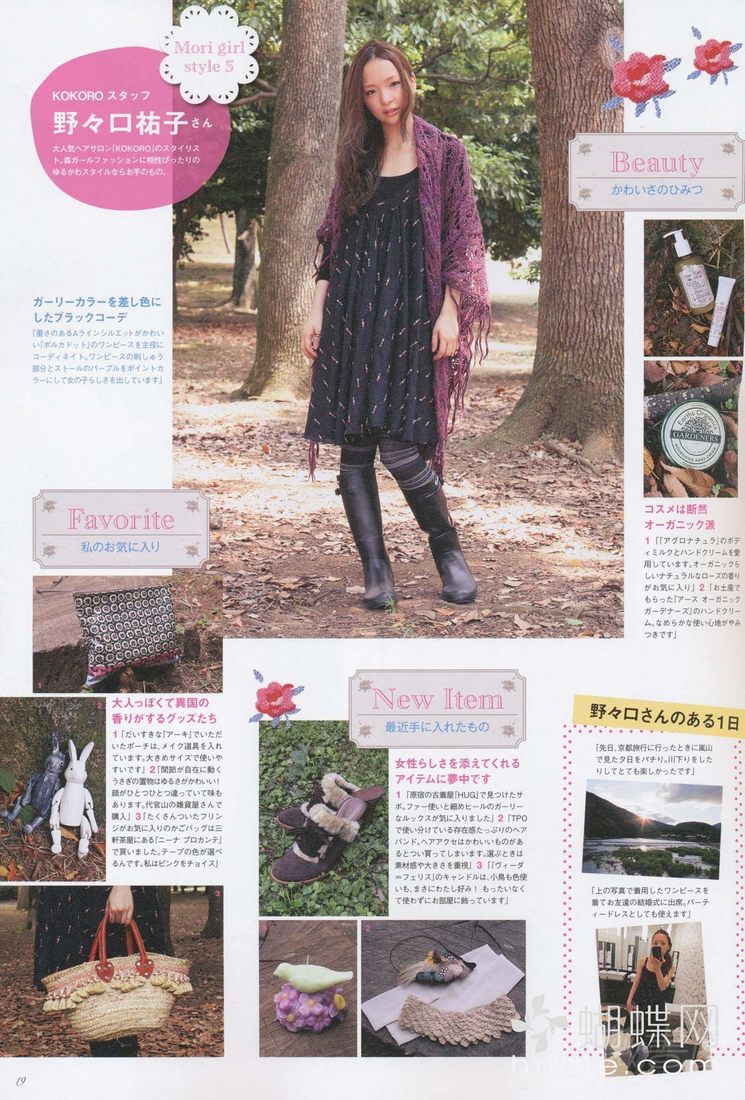 Mori girl
style 5
KOKORO スタッフ
野々口祐子さん
大人気ヘアサロン「KOKORO」のスタイリス
ト。森ガールファッションに相性ぴったりの
ゆるかわスタイルならお手のもの。
ガーリーカラーを差し色に
したブラックコーデ
「重さのあるAラインシルエットがかわい
い「ポルカドット」のワンピースを主役に
コーディネイト。ワンピースの刺しゅう
部分とストールのパープルをポイントカ
ラーにして女の子らしさを出しています」
Beauty
かわいさのひみつ
GARDENERS
コスメは断然
オーガニック派
1「「アグロナチュラ」のボデ
ィミルクとハンドクリームを愛
用しています。オーガニックら
しいナチュラルなローズの香り
がお気に入り」2「お土産で
もらった「アース オーガニック
ガーデナーズ」のハンドクリー
ム。なめらかな使い心地がやみ
つきです」
Favorite
私のお気に入り
大人っぽくて異国の
香りがするグッズたち
1「だいすきな「アーキ」でいただ
いたポーチは、メイク道具を入れ
ています。大きめサイズで使いや
すいです」2「関節が自在に動く
うさぎの置物はゆるさがかわいい!
顔がひとつひとつ違っていて味も
あります。代官山の雑貨屋さんで
購入」3「たくさんついたフリン
ジがお気に入りのかごバッグは三
軒茶屋にある「ニーナ ブロカンテ」
で買いました。テープの色が選べ
るんです。私はピンクをチョイス」
2
3
New Item
最近手に入れたもの
女性らしさを添えてくれる
アイテムに夢中です
1「原宿の古着屋「HUG」で見つけたサ
ボ。ファー使いと細めヒールのガーリー
なルックスが気に入りました」2「TPO
で使い分けている存在感たっぷりのヘア
バンド。ヘアアクセはかわいいものがあ
るとつい買ってしまいます。選ぶときは
素材感や大きさを重視」3「「ヴィーダ
=フェリス」のキャンドルは、小鳥も色使
いも、まさにわたし好み! もったいなく
て使わずにお部屋に飾っています」
2
野々口さんのある1日
「先日、京都旅行に行ったときに嵐山
で見た夕日をパチリ。川下りをした
りしてとても楽しかったです」
「上の写真で着用したワンピースを
着てお友達の結婚式に出席。パーテ
ィードレスとしても使えます」
蝴蝶网
19